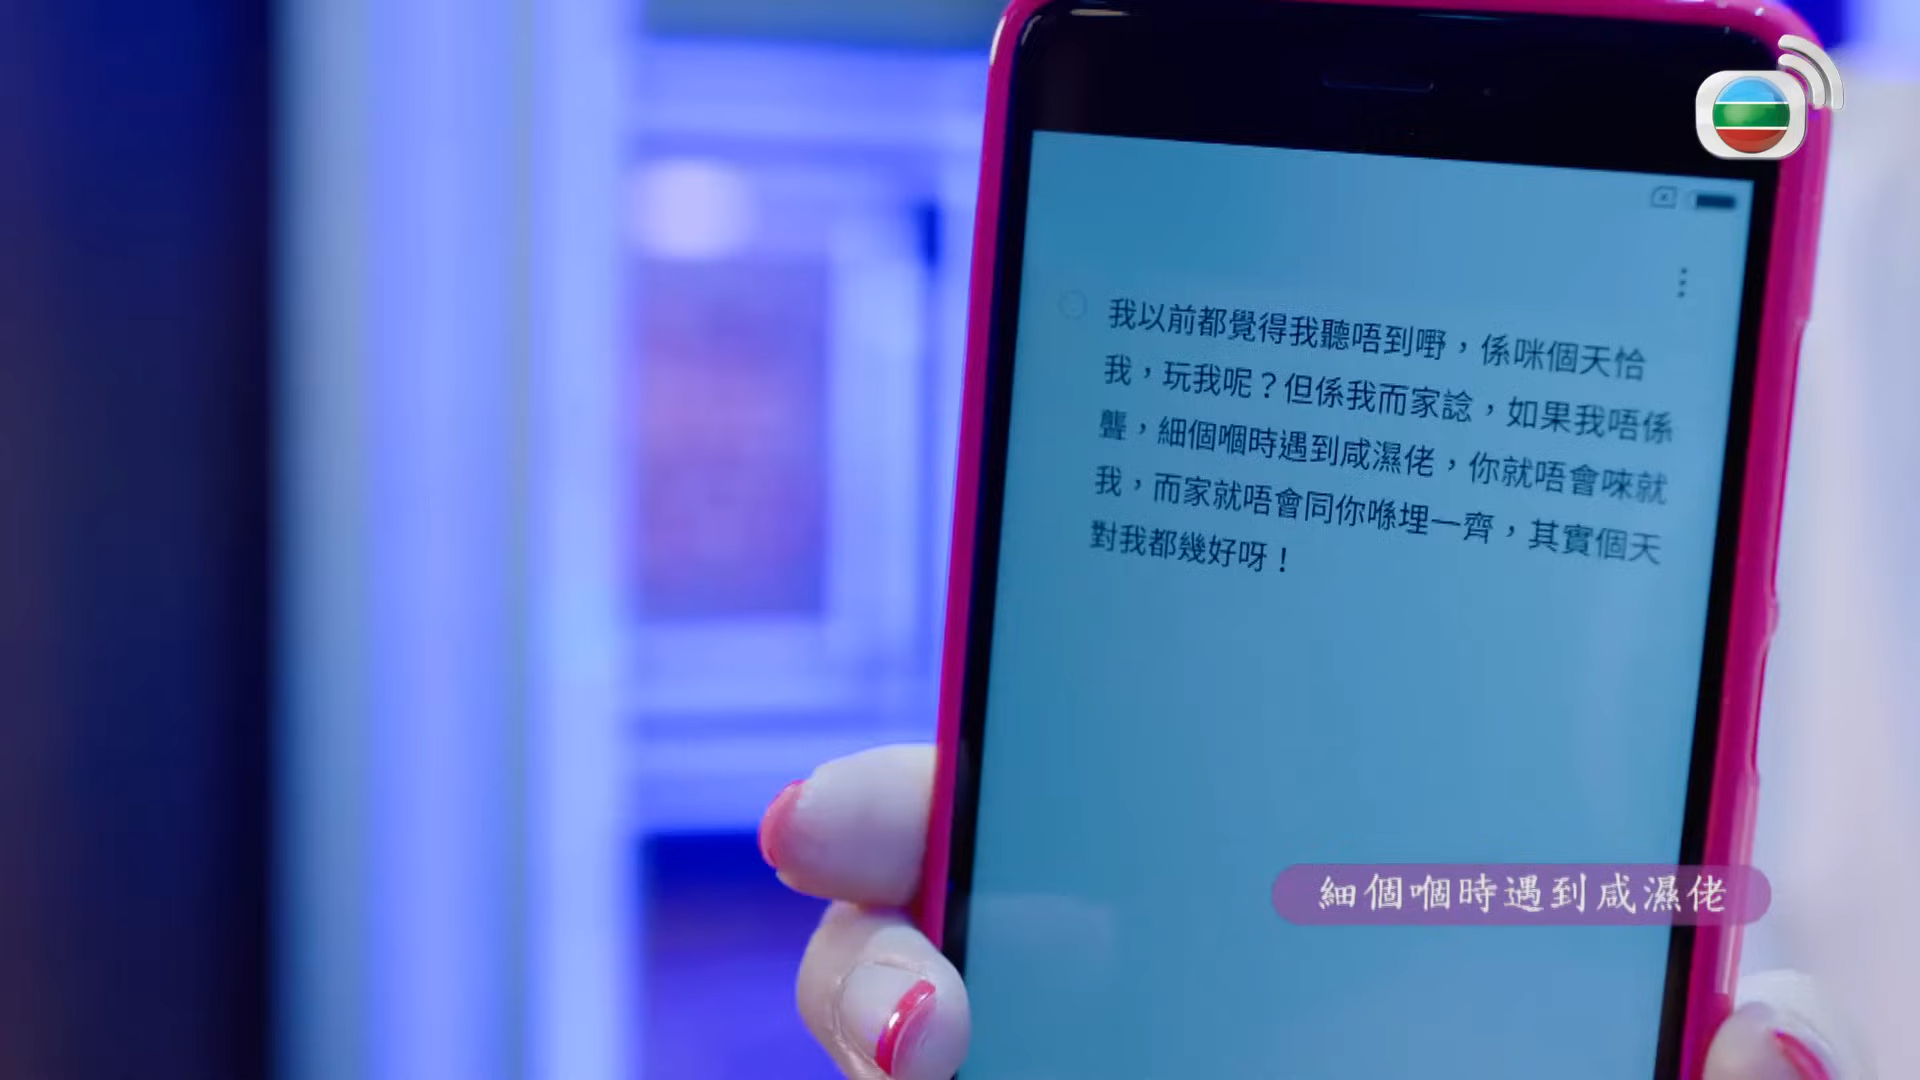 我以前都覺得我聽唔到嘢，係咪個天恰
我，玩我呢？但係我而家諗，如果我唔係
聾，細個嗰時遇到咸濕佬，你就唔會嚟就
我，而家就唔會同你喺埋一齊，其實個天
對我都幾好呀！
細個嗰時遇到咸濕佬